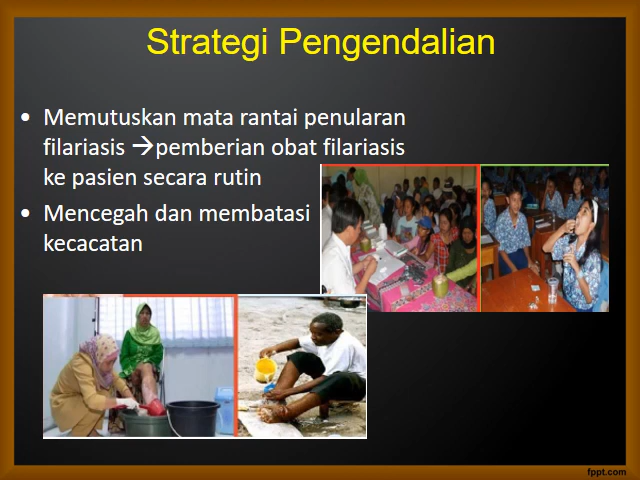 Strategi Pengendalian
• Memutuskan mata rantai penularan
filariasis →pemberian obat filariasis
ke pasien secara rutin
• Mencegah dan membatasi
kecacatan
fppt.com